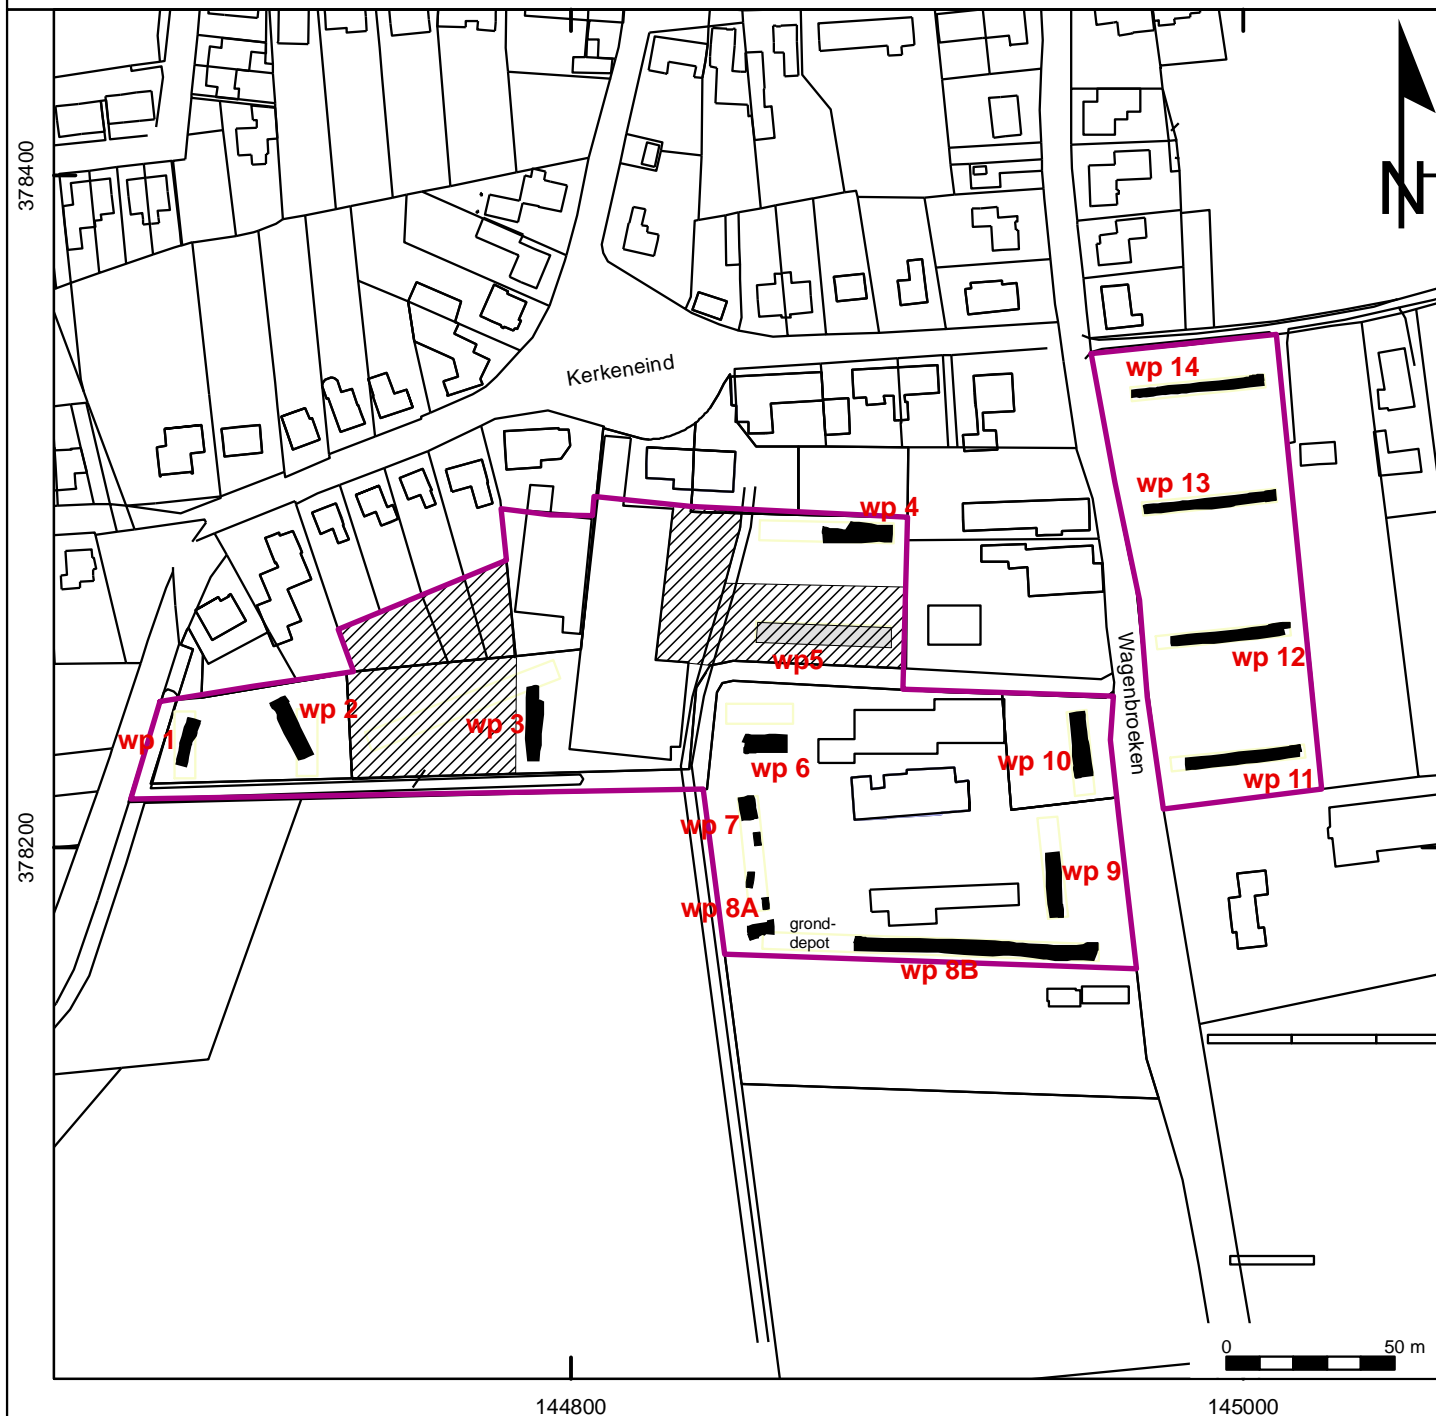 378400
N
Kerkeneind
wp 14
wp 13
wp 4
wp 12
wp5
Wagenbroeken
wp 2
wp 3
wp 1
wp 10
wp 6
wp 11
wp 7
378200
wp 9
wp 8A
grond-
depot
wp 8B
0 50 m
144800
145000